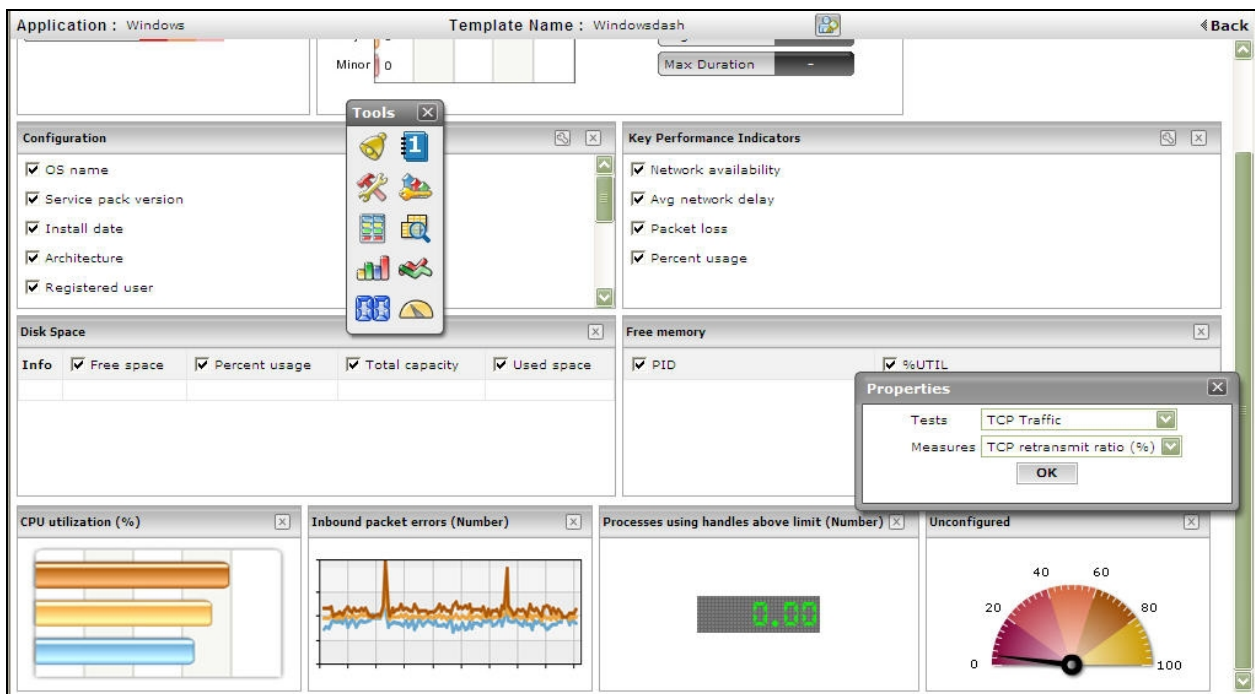 Application : Windows Template Name : Windowsdash Back
Minor 0
Max Duration -
Tools
1
Configuration
OS name
Service pack version
Install date
Architecture
Registered user
Key Performance Indicators
Network availability
Avg network delay
Packet loss
Percent usage
Disk Space
Info Free space Percent usage Total capacity Used space
Free memory
PID %UTIL
Properties
Tests TCP Traffic
Measures TCP retransmit ratio (%)
OK
CPU utilization (%)
Inbound packet errors (Number)
Processes using handles above limit (Number)
0.00
Unconfigured
0 20 40 60 80 100